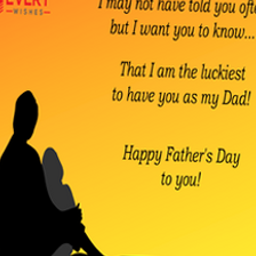 EVERY
—WISHES—
I may not have told you ofte
but I want you to know...
That I am the luckiest
to have you as my Dad!
Happy Father's Day
to you!